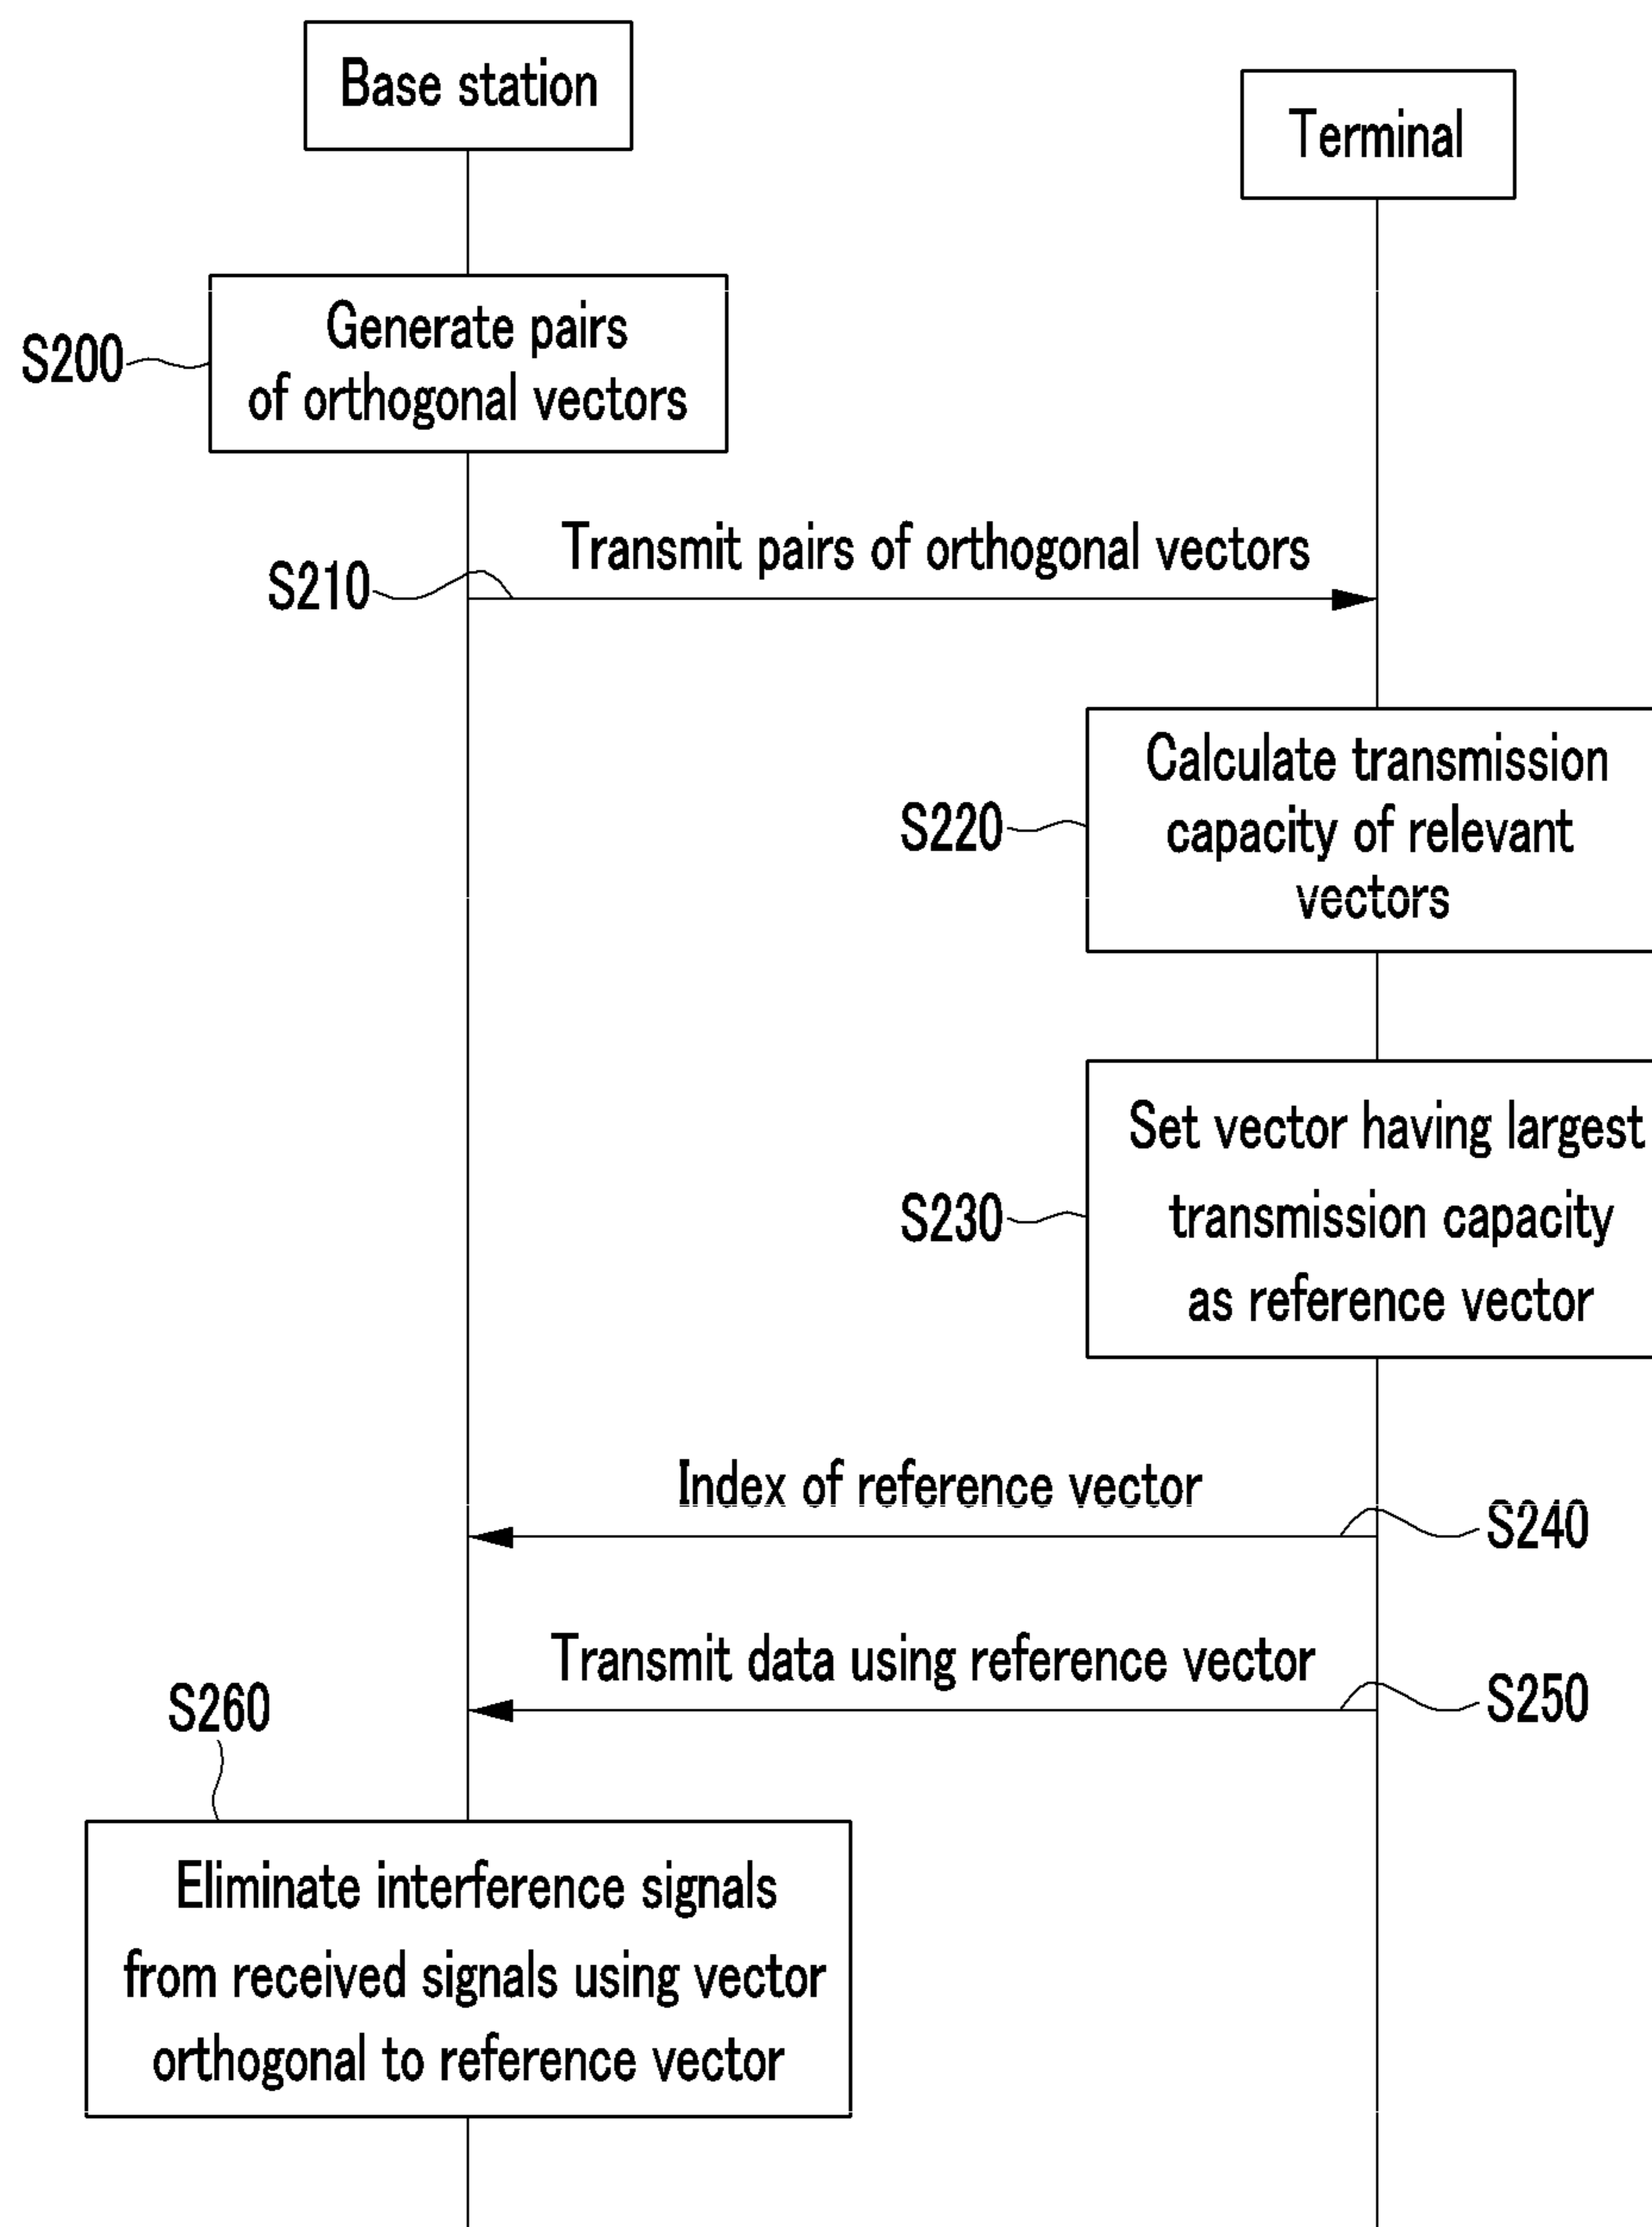 Base station
Terminal
Generate pairs
of orthogonal vectors
S200
Transmit pairs of orthogonal vectors
S210
Calculate transmission
capacity of relevant
vectors
S220
Set vector having largest
transmission capacity
as reference vector
S230
Index of reference vector
S240
Transmit data using reference vector
S250
S260
Eliminate interference signals
from received signals using vector
orthogonal to reference vector